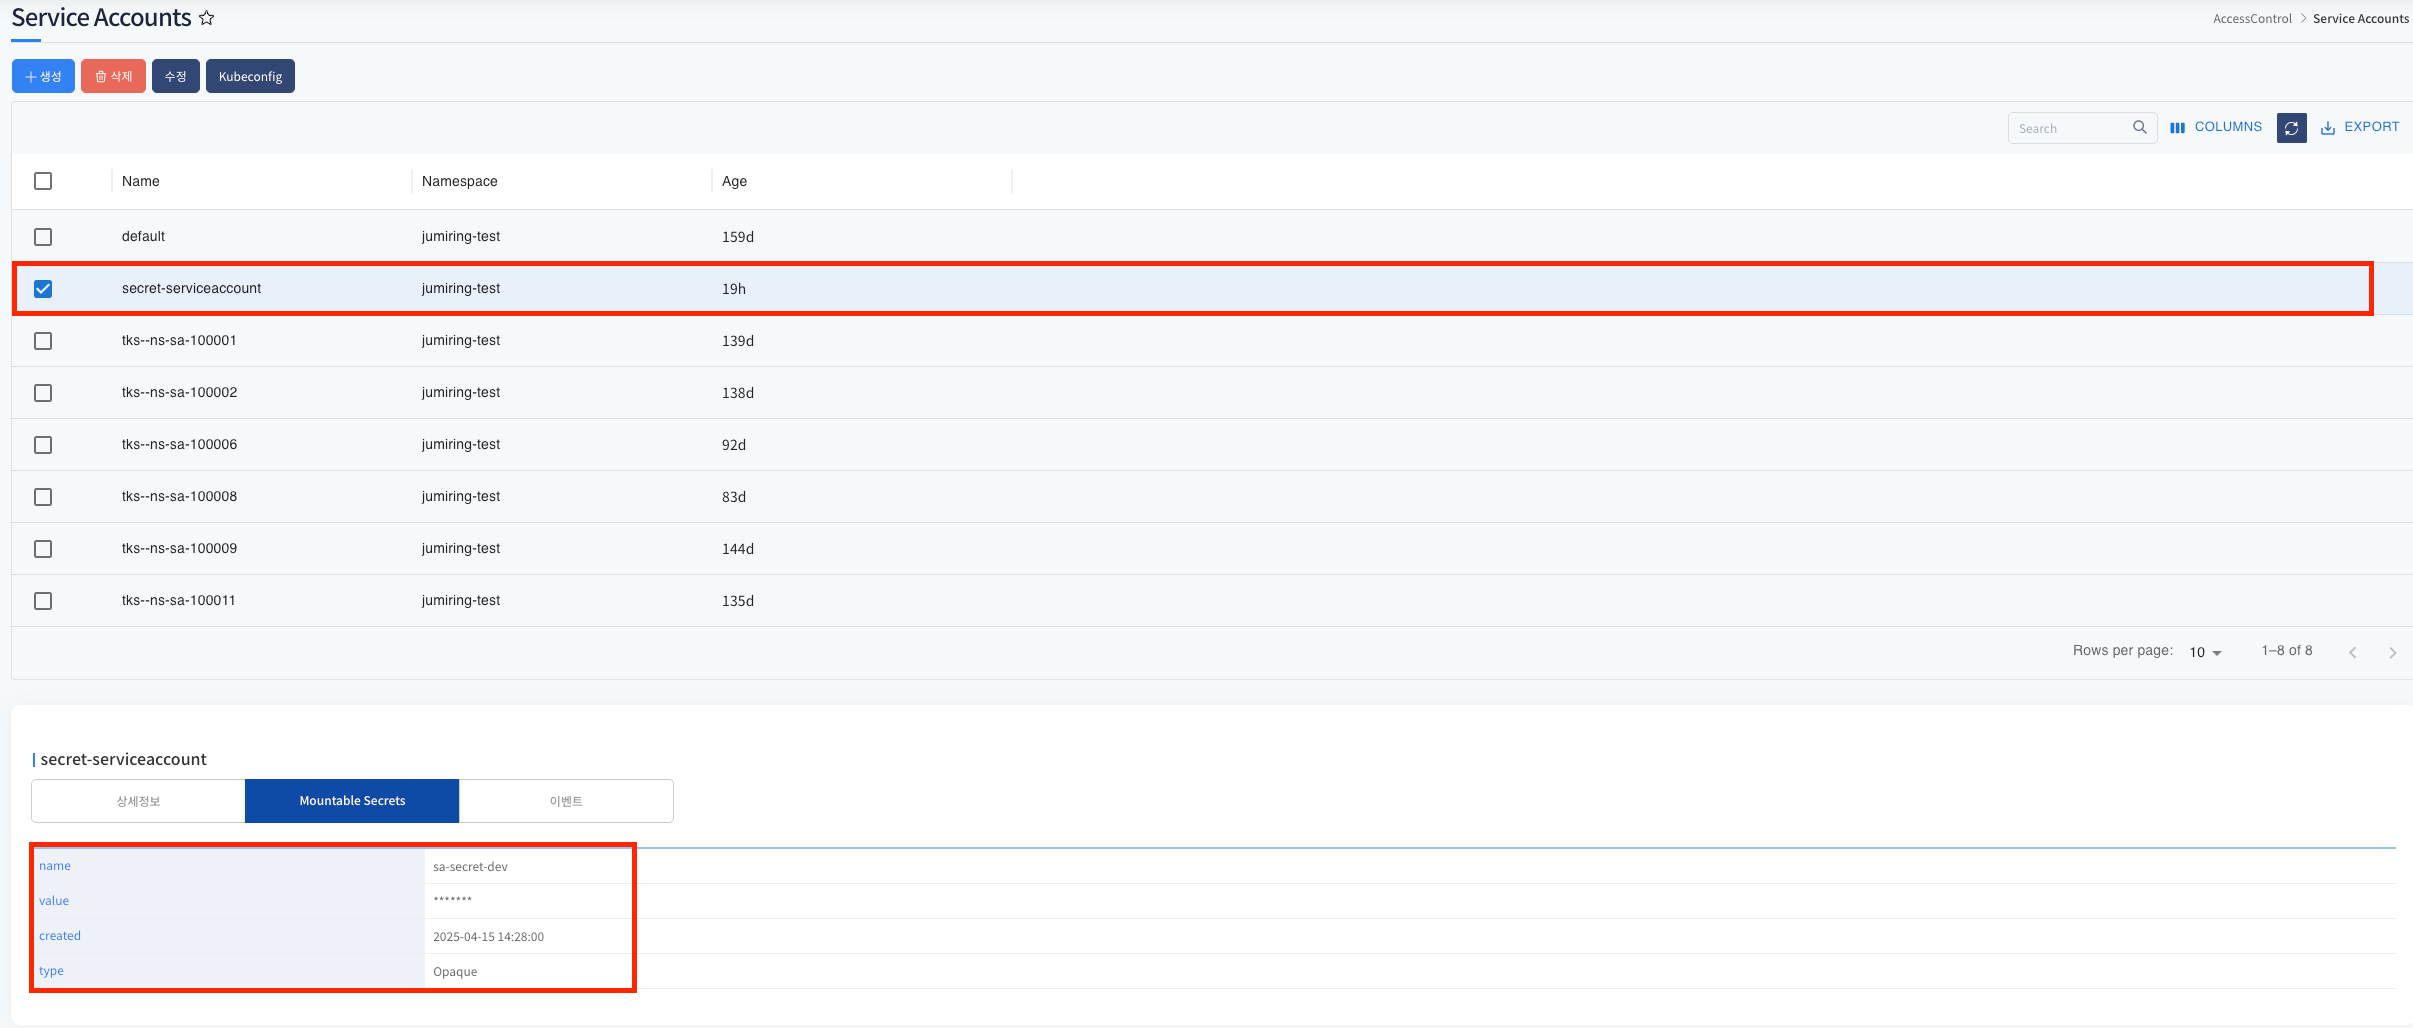 Service Accounts
AccessControl > Service Accounts
+ 생성 삭제 수정 Kubeconfig
Search COLUMNS EXPORT
Name Namespace Age
default jumiring-test 159d
secret-serviceaccount jumiring-test 19h
tks--ns-sa-100001 jumiring-test 139d
tks--ns-sa-100002 jumiring-test 138d
tks--ns-sa-100006 jumiring-test 92d
tks--ns-sa-100008 jumiring-test 83d
tks--ns-sa-100009 jumiring-test 144d
tks--ns-sa-100011 jumiring-test 135d
Rows per page: 10 1–8 of 8
secret-serviceaccount
상세정보 Mountable Secrets 이벤트
name sa-secret-dev
value *******
created 2025-04-15 14:28:00
type Opaque